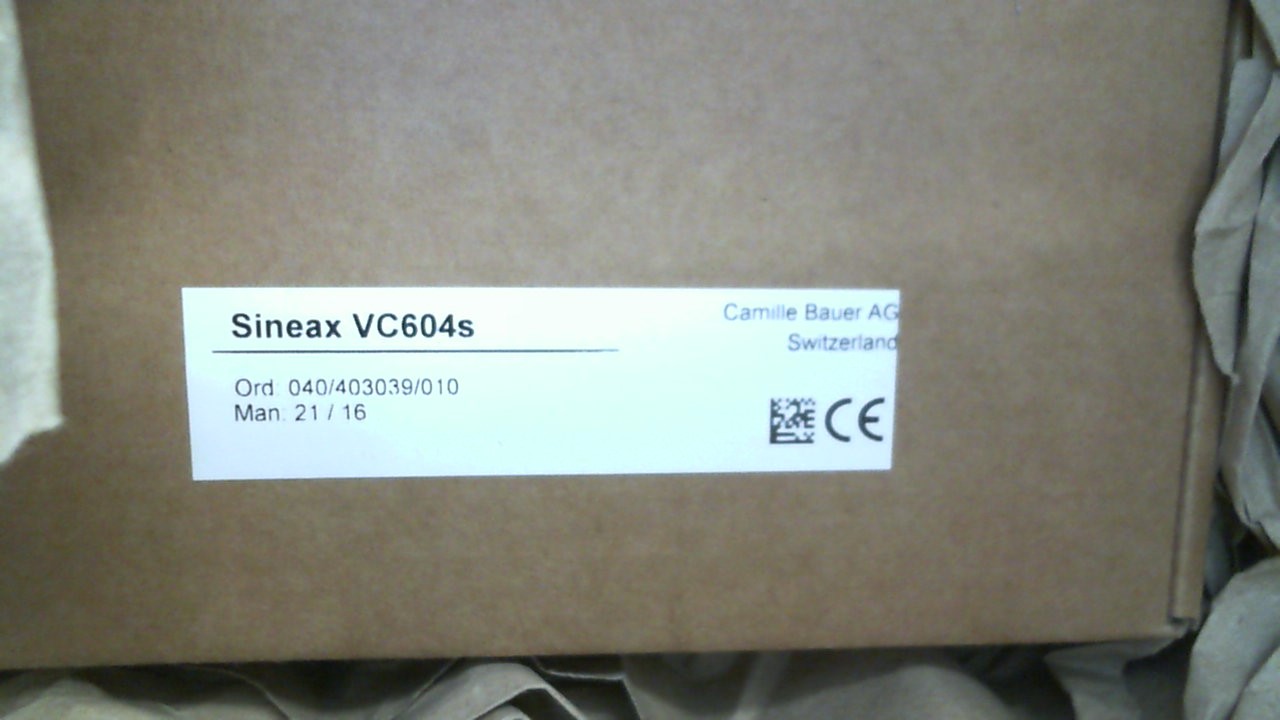 Sineax VC604s
Camille Bauer AG
Switzerland
Ord. 040/403039/010
Man: 21 / 16
CE